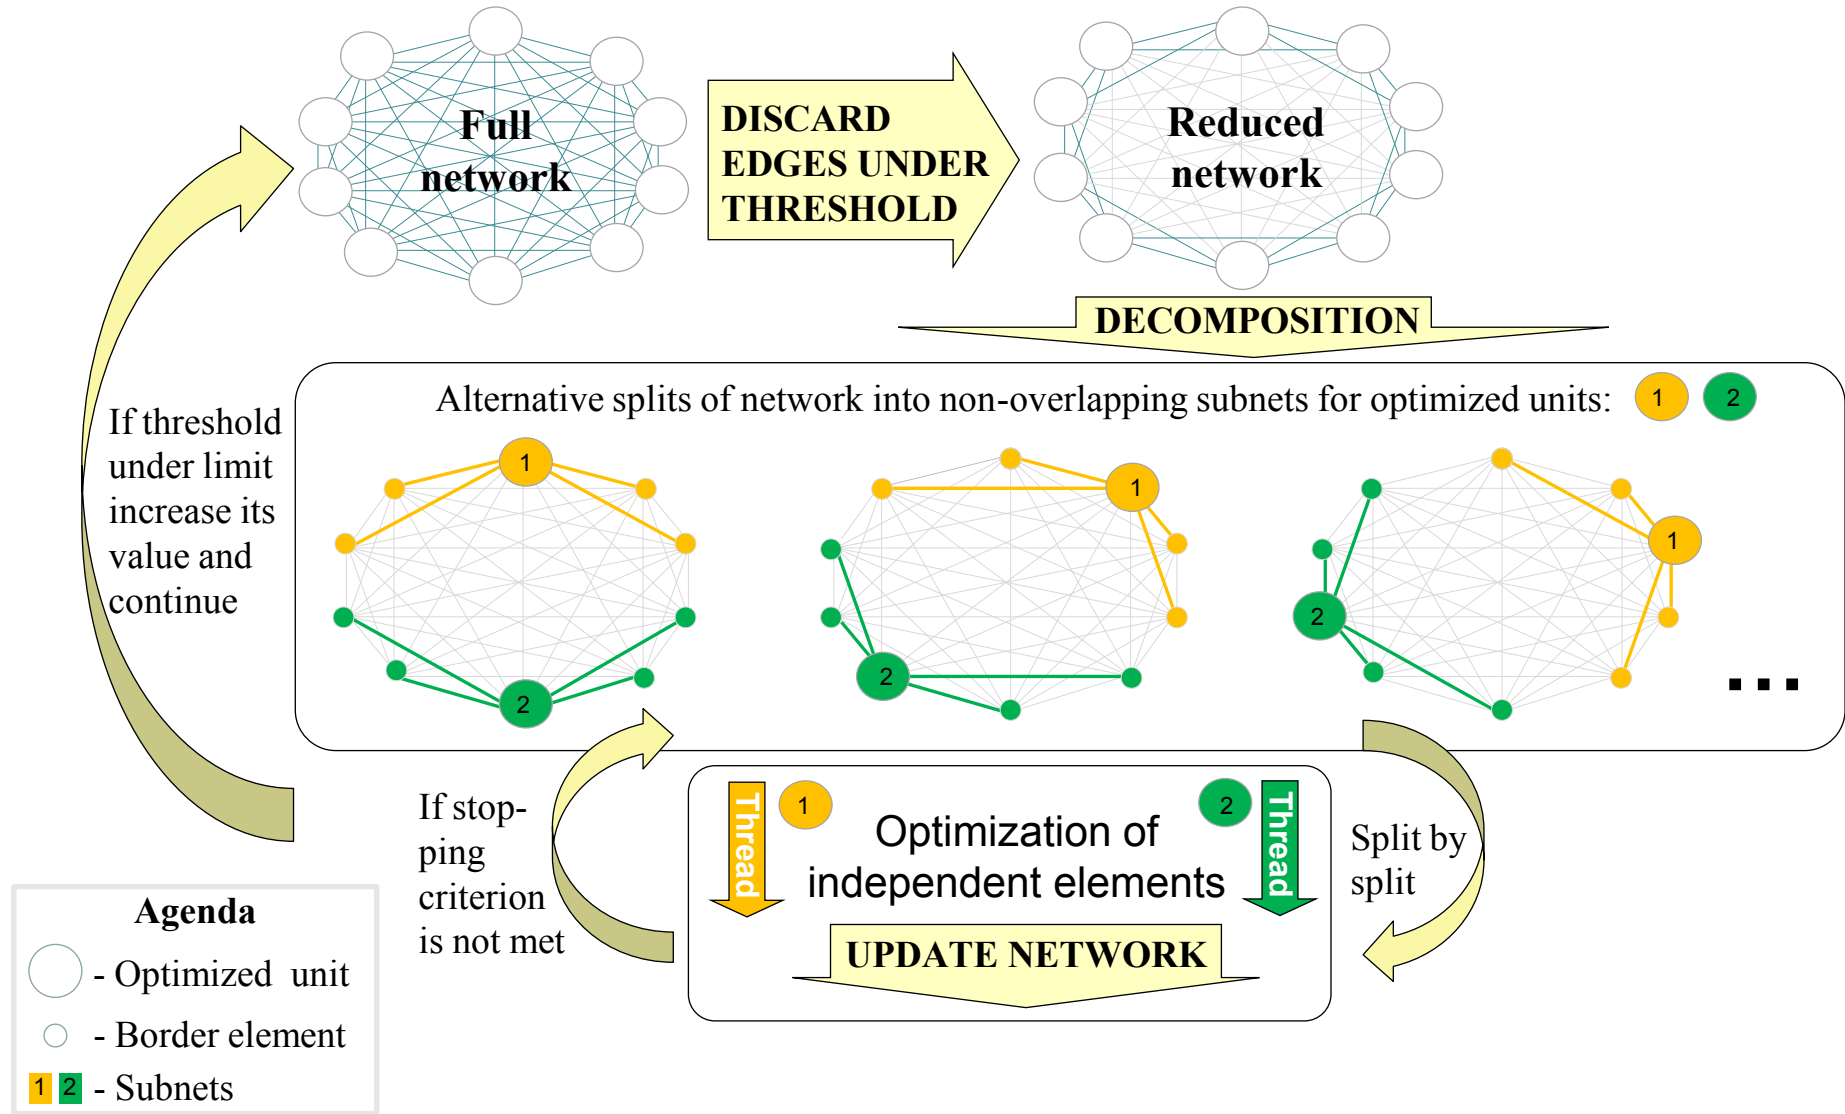 Full
network
DISCARD
EDGES UNDER
THRESHOLD
Reduced
network
DECOMPOSITION
Alternative splits of network into non-overlapping subnets for optimized units: 1 2
1
2
1
2
1
2
...
If threshold
under limit
increase its
value and
continue
If stop-
ping
criterion
is not met
Thread
1
Optimization of
independent elements
2
Thread
UPDATE NETWORK
Split by
split
Agenda
- Optimized unit
- Border element
1 2 - Subnets